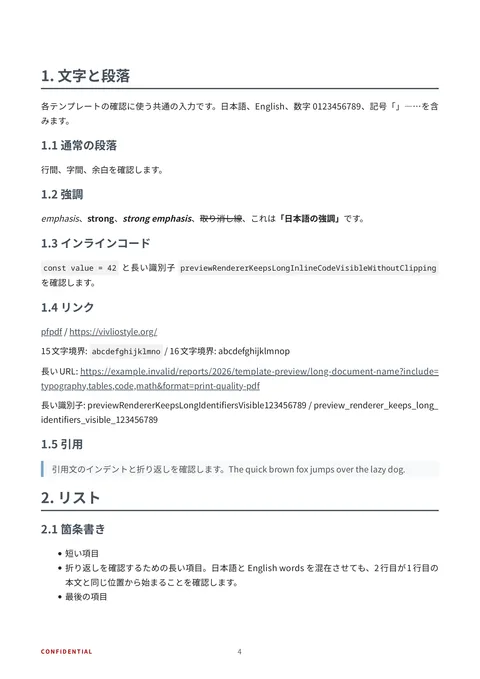 1. 文字と段落
各テンプレートの確認に使う共通の入力です。日本語、English、数字 0123456789、記号「」―……を含
みます。
1.1 通常の段落
行間、字間、余白を確認します。
1.2 強調
emphasis、strong、strong emphasis、取り消し線、これは「日本語の強調」です。
1.3 インラインコード
const value = 42 と長い識別子 previewRendererKeepsLongInlineCodeVisibleWithoutClipping
を確認します。
1.4 リンク
pfpdf / https://vivliostyle.org/
15文字境界: abcdefghijklmno / 16文字境界: abcdefghijklmnop
長いURL: https://example.invalid/reports/2026/template-preview/long-document-name?include=
typography,tables,code,math&format=print-quality-pdf
長い識別子: previewRendererKeepsLongIdentifiersVisible123456789 / preview_renderer_keeps_long_
identifiers_visible_123456789
1.5 引用
引用文のインデントと折り返しを確認します。The quick brown fox jumps over the lazy dog.
2. リスト
2.1 箇条書き
• 短い項目
• 折り返しを確認するための長い項目。日本語と English words を混在させても、2行目が1行目の
本文と同じ位置から始まることを確認します。
• 最後の項目
CONFIDENTIAL
4